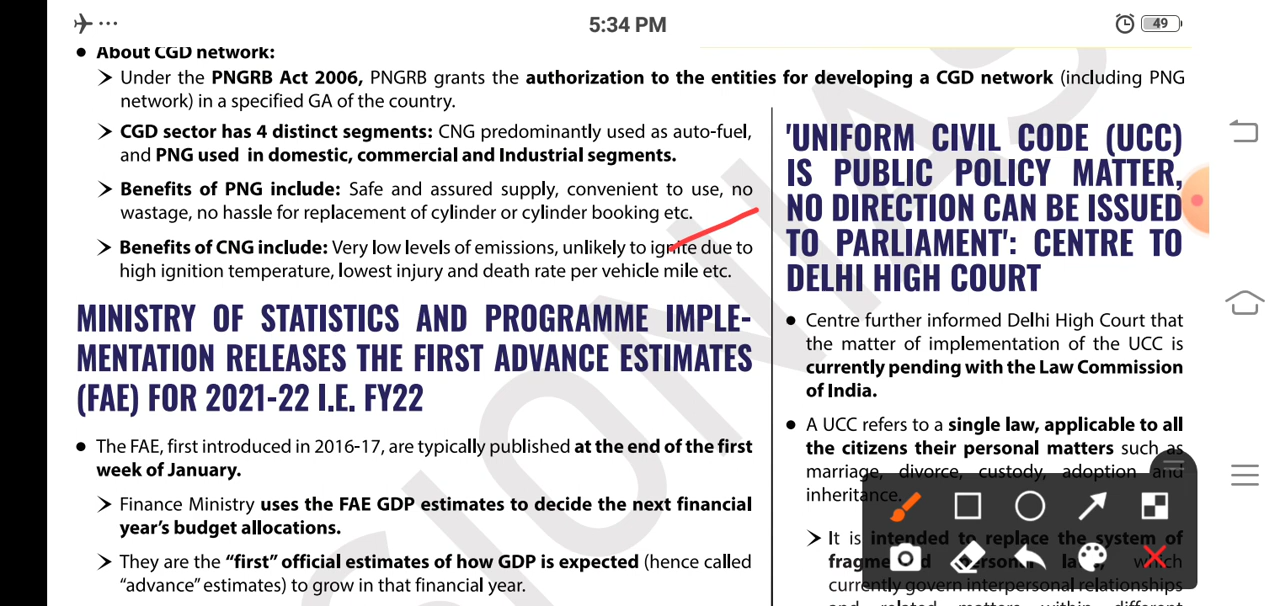 5:34 PM
49
• About CGD network:
➤ Under the PNGRB Act 2006, PNGRB grants the authorization to the entities for developing a CGD network (including PNG
network) in a specified GA of the country.
➤ CGD sector has 4 distinct segments: CNG predominantly used as auto-fuel,
and PNG used in domestic, commercial and Industrial segments.
➤ Benefits of PNG include: Safe and assured supply, convenient to use, no
wastage, no hassle for replacement of cylinder or cylinder booking etc.
➤ Benefits of CNG include: Very low levels of emissions, unlikely to ignite due to
high ignition temperature, lowest injury and death rate per vehicle mile etc.
MINISTRY OF STATISTICS AND PROGRAMME IMPLE-
MENTATION RELEASES THE FIRST ADVANCE ESTIMATES
(FAE) FOR 2021-22 I.E. FY22
• The FAE, first introduced in 2016-17, are typically published at the end of the first
week of January.
➤ Finance Ministry uses the FAE GDP estimates to decide the next financial
year's budget allocations.
➤ They are the "first" official estimates of how GDP is expected (hence called
"advance" estimates) to grow in that financial year.
'UNIFORM CIVIL CODE (UCC)
IS PUBLIC POLICY MATTER,
NO DIRECTION CAN BE ISSUED
TO PARLIAMENT': CENTRE TO
DELHI HIGH COURT
• Centre further informed Delhi High Court that
the matter of implementation of the UCC is
currently pending with the Law Commission
of India.
• A UCC refers to a single law, applicable to all
the citizens their personal matters such as
marriage, divorce, custody, adoption and
inheritance.
➤ It is intended to replace the system of
currently govern interpersonal relationships